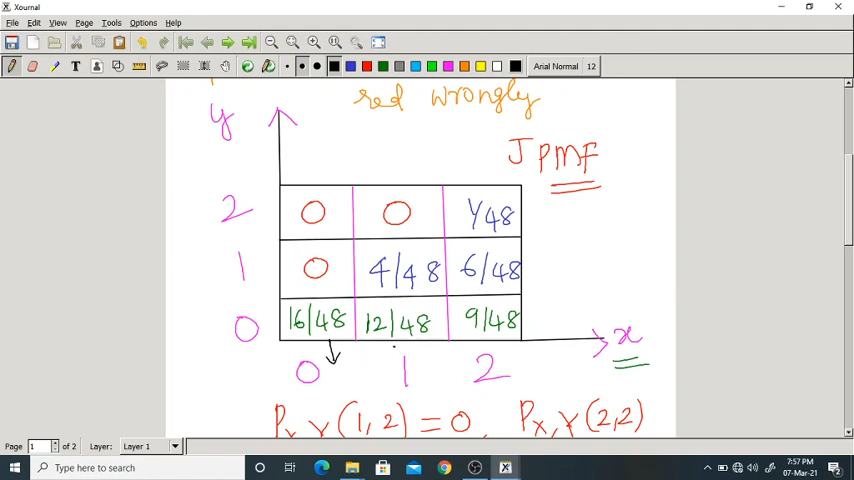 Xournal
File Edit View Page Tools Options Help
Arial Normal 12
red wrongly
y
JPMF
2 0 0 1/48
1 0 4/48 6/48
0 16/48 12/48 9/48
x
0 1 2
Px,Y(1,2) = 0, Px,Y(2,2)
Page 1 of 2 Layer: Layer 1
Type here to search
7:57 PM
07-Mar-21
2